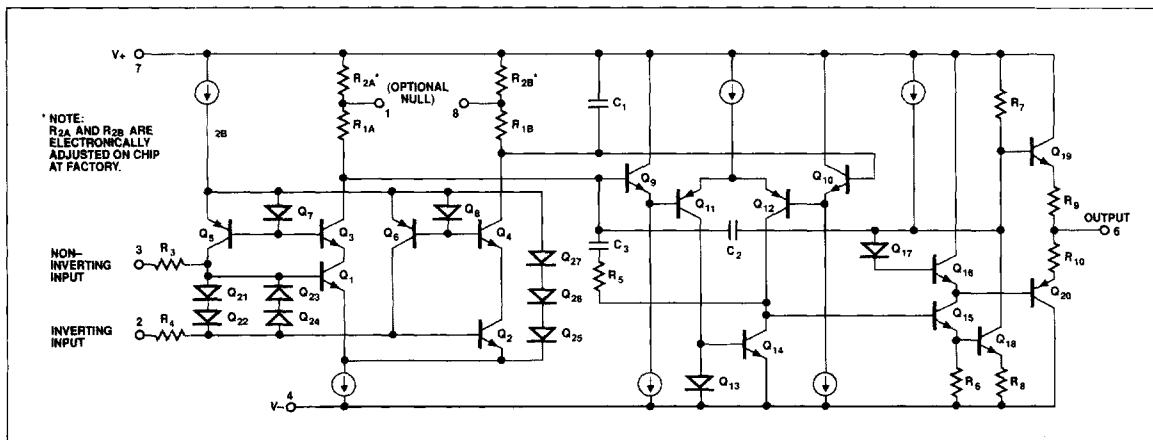 V+
7
R2A*
R2B*
(OPTIONAL
NULL)
1
8
R1A
R1B
C1
* NOTE:
R2A AND R2B ARE
ELECTRONICALLY
ADJUSTED ON CHIP
AT FACTORY.
2B
R7
Q19
Q9
Q10
Q11
Q12
Q7
Q8
Q5
Q3
Q6
Q4
R9
OUTPUT
6
NON–
INVERTING
INPUT
3
R3
Q1
C3
C2
Q17
Q27
R5
Q16
R10
Q21
Q23
Q26
Q20
Q22
Q24
INVERTING
INPUT
2
R4
Q2
Q25
Q15
Q14
Q18
Q13
R6
R8
V–
4